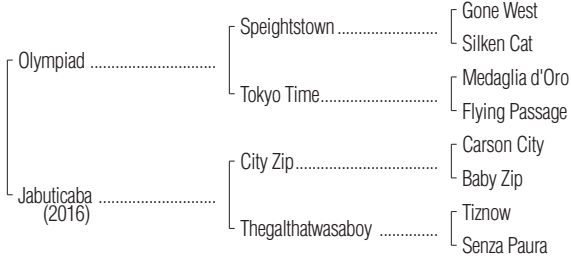 Gone West
Speightstown
Silken Cat
Olympiad
Medaglia d'Oro
Tokyo Time
Flying Passage
Carson City
City Zip
Baby Zip
Jabuticaba
(2016)
Tiznow
Thegalthatwasaboy
Senza Paura